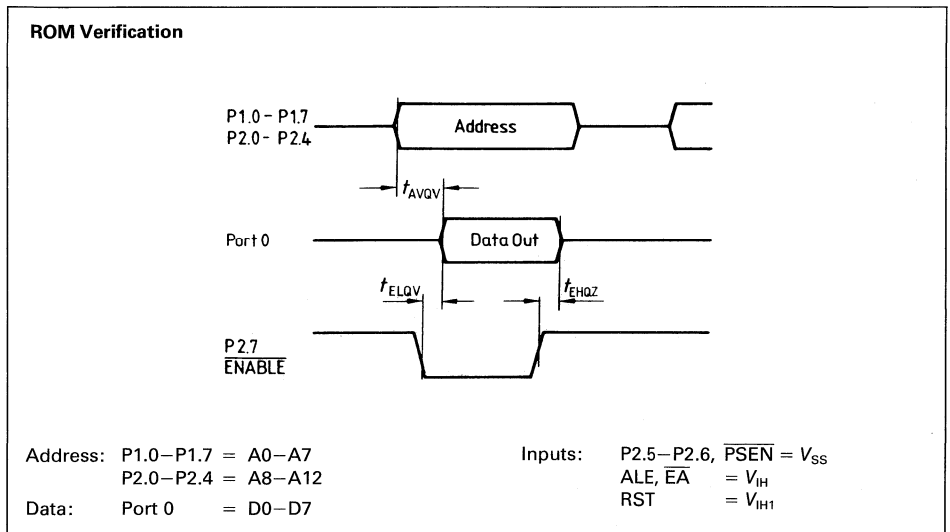 ROM Verification
P1.0 – P1.7
P2.0 – P2.4
Address
tAVQV
Port 0
Data Out
tELQV
tEHQZ
P2.7
ENABLE
Address: P1.0–P1.7 = A0–A7
P2.0–P2.4 = A8–A12
Data: Port 0 = D0–D7
Inputs: P2.5–P2.6, PSEN = VSS
ALE, EA = VIH
RST = VIH1